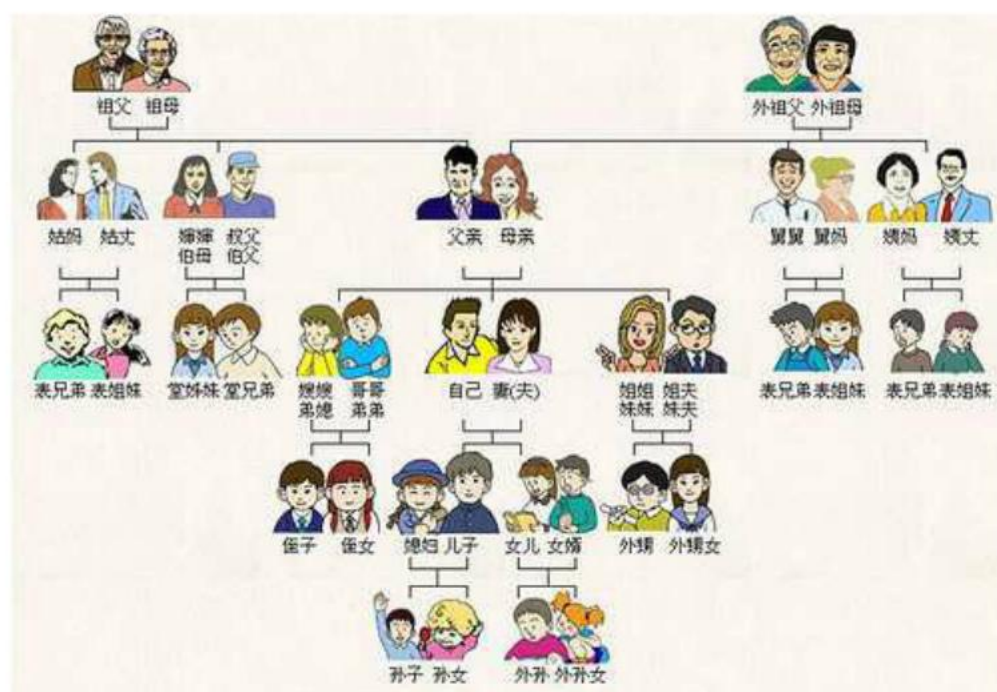 祖父 祖母
外祖父 外祖母
姑妈 姑丈
婶婶 叔父
伯母 伯父
父亲 母亲
舅舅 舅妈
姨妈 姨丈
表兄弟 表姐妹
堂姊妹 堂兄弟
嫂嫂 哥哥
弟媳 弟弟
自己 妻(夫)
姐姐 姐夫
妹妹 妹夫
表兄弟 表姐妹
表兄弟 表姐妹
侄子 侄女
媳妇 儿子
女儿 女婿
外甥 外甥女
孙子 孙女
外孙 外孙女